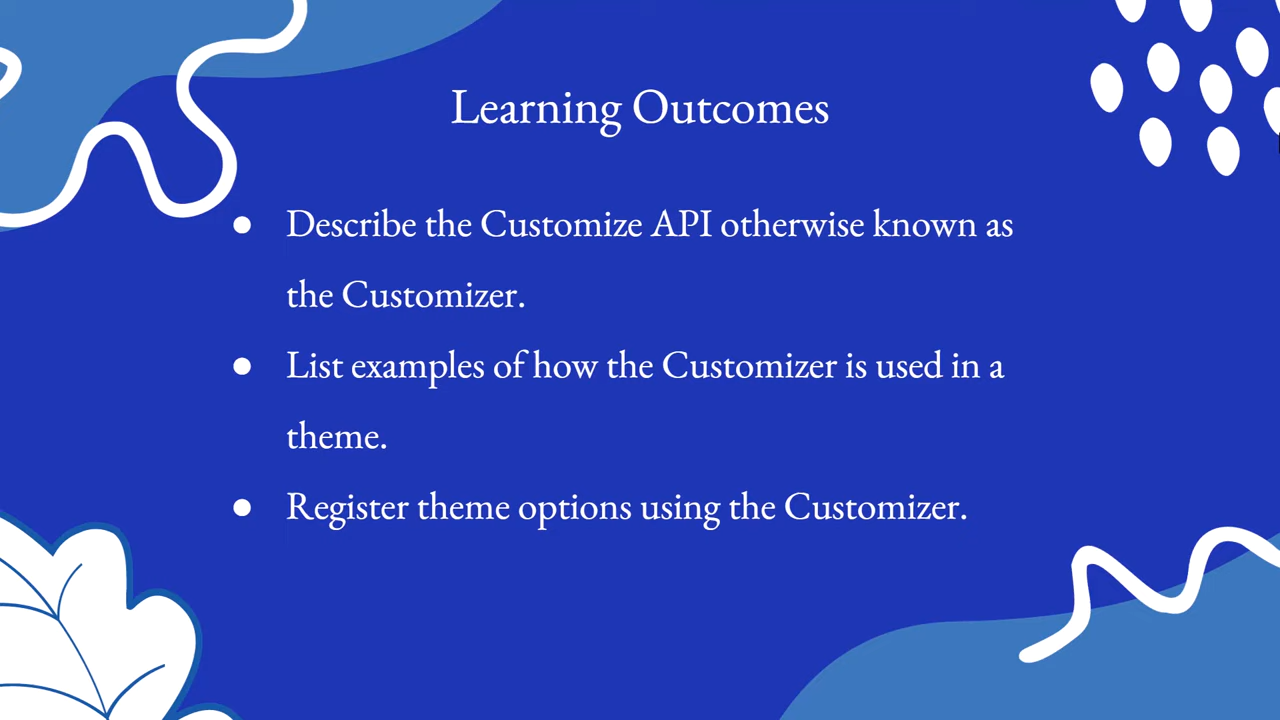 Learning Outcomes
● Describe the Customize API otherwise known as
the Customizer.
● List examples of how the Customizer is used in a
theme.
● Register theme options using the Customizer.